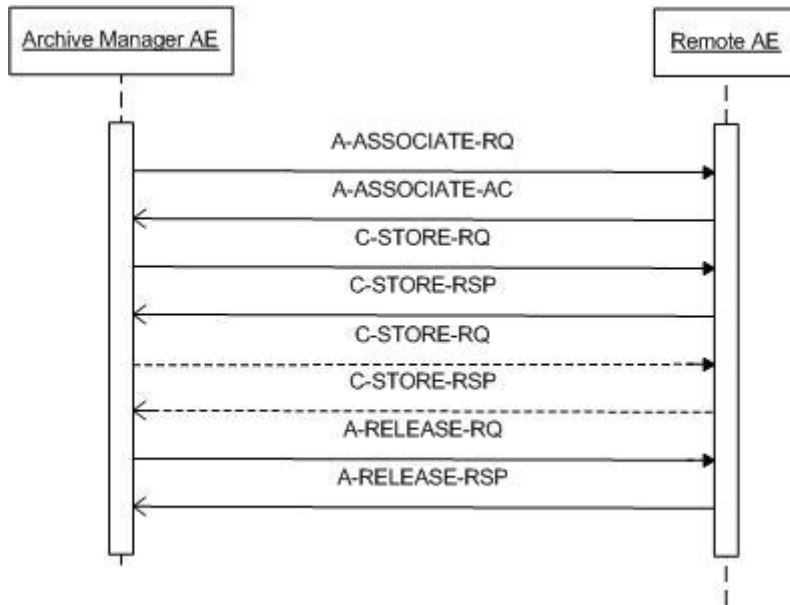 Archive Manager AE
Remote AE
A-ASSOCIATE-RQ
A-ASSOCIATE-AC
C-STORE-RQ
C-STORE-RSP
C-STORE-RQ
C-STORE-RSP
A-RELEASE-RQ
A-RELEASE-RSP